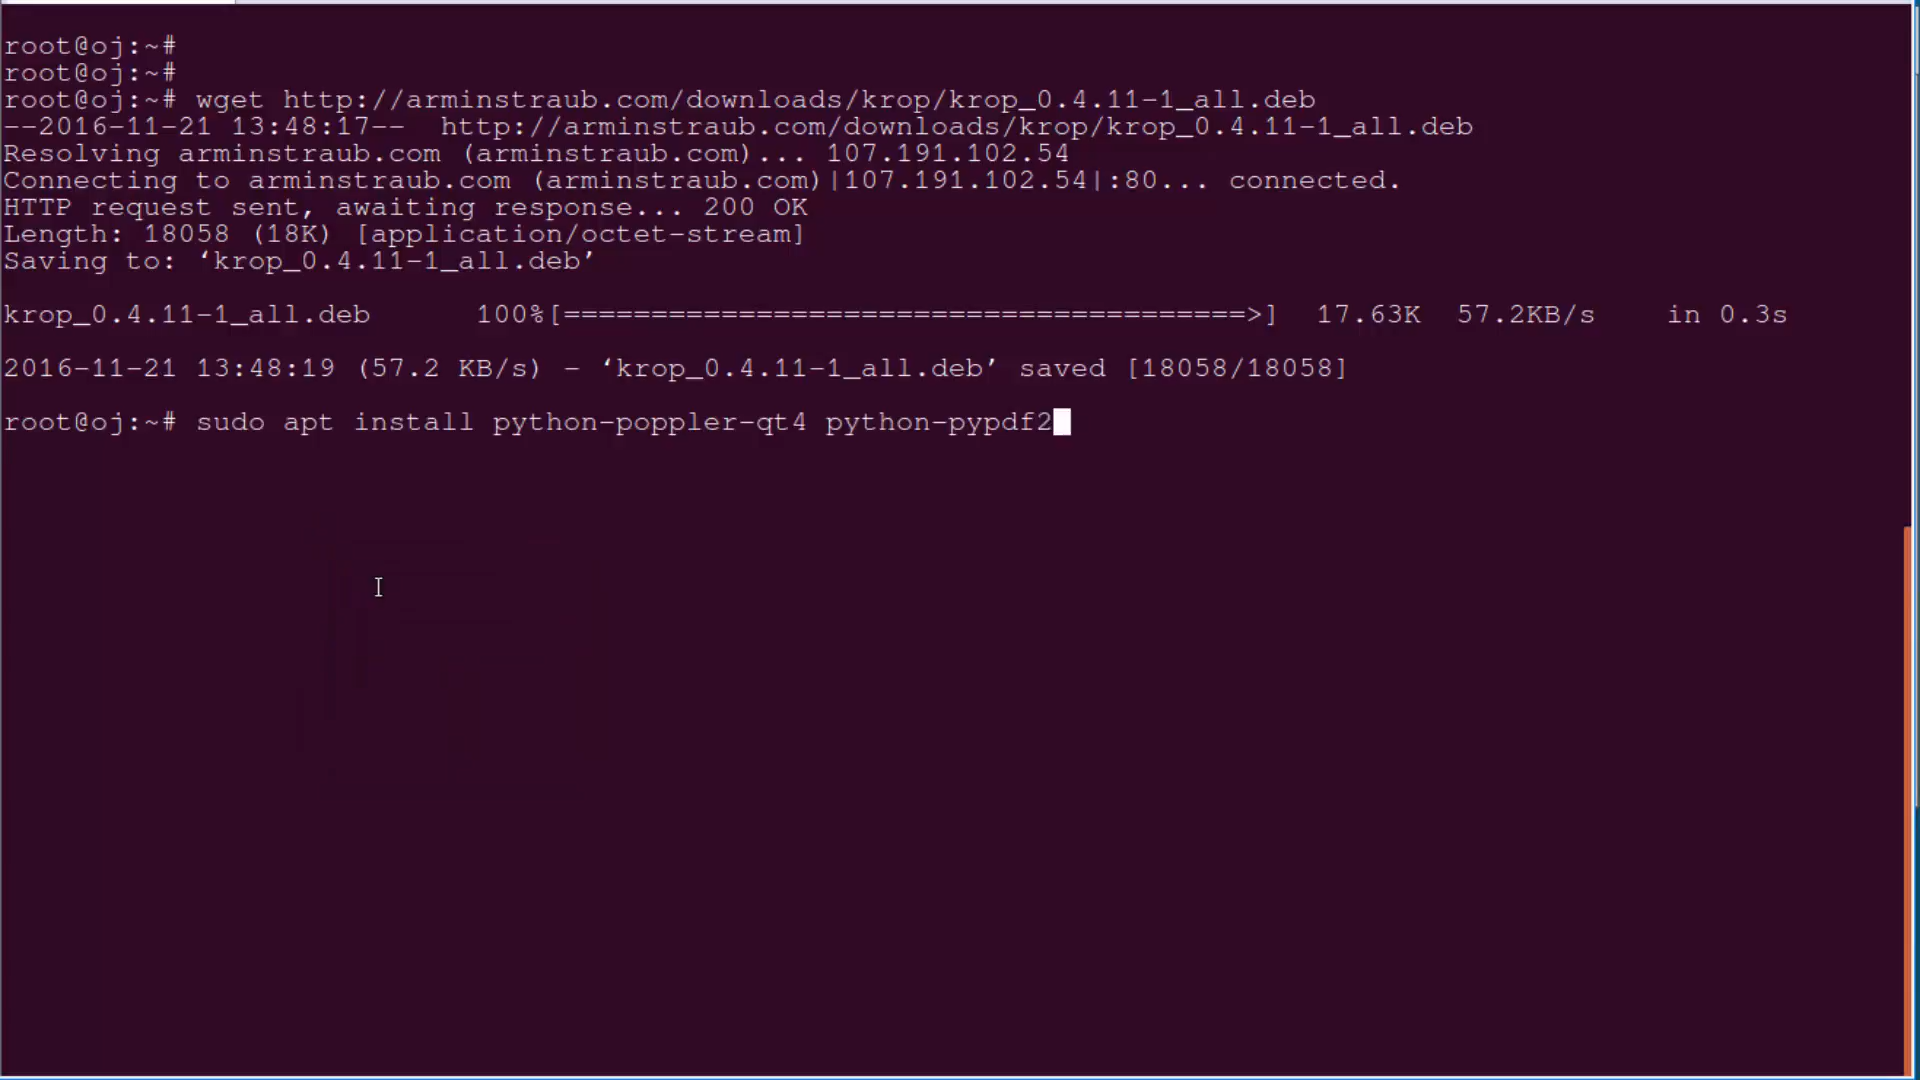 root@oj:~#
root@oj:~#
root@oj:~# wget http://arminstraub.com/downloads/krop/krop_0.4.11-1_all.deb
--2016-11-21 13:48:17--  http://arminstraub.com/downloads/krop/krop_0.4.11-1_all.deb
Resolving arminstraub.com (arminstraub.com)... 107.191.102.54
Connecting to arminstraub.com (arminstraub.com)|107.191.102.54|:80... connected.
HTTP request sent, awaiting response... 200 OK
Length: 18058 (18K) [application/octet-stream]
Saving to: ‘krop_0.4.11-1_all.deb’
krop_0.4.11-1_all.deb      100%[=======================================>]  17.63K  57.2KB/s    in 0.3s
2016-11-21 13:48:19 (57.2 KB/s) - ‘krop_0.4.11-1_all.deb’ saved [18058/18058]
root@oj:~# sudo apt install python-poppler-qt4 python-pypdf2